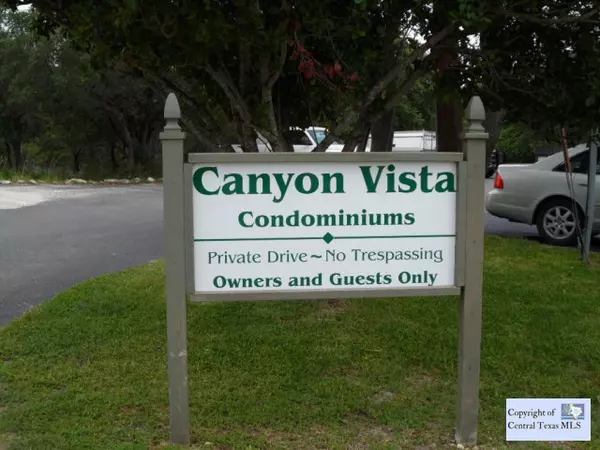 Canyon Vista
Condominiums
Private Drive ~ No Trespassing
Owners and Guests Only
Copyright of
Central Texas MLS